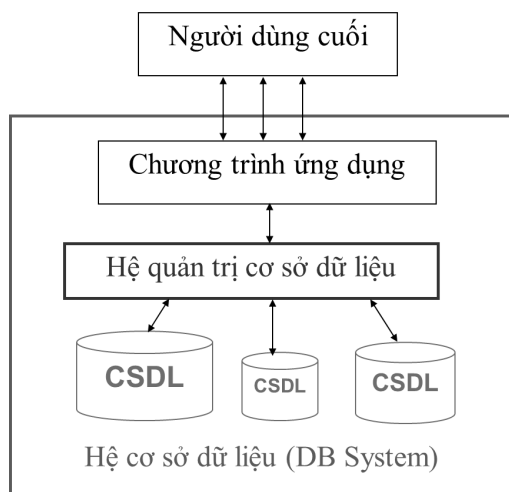 Người dùng cuối
Chương trình ứng dụng
Hệ quản trị cơ sở dữ liệu
CSDL
CSDL
CSDL
Hệ cơ sở dữ liệu (DB System)